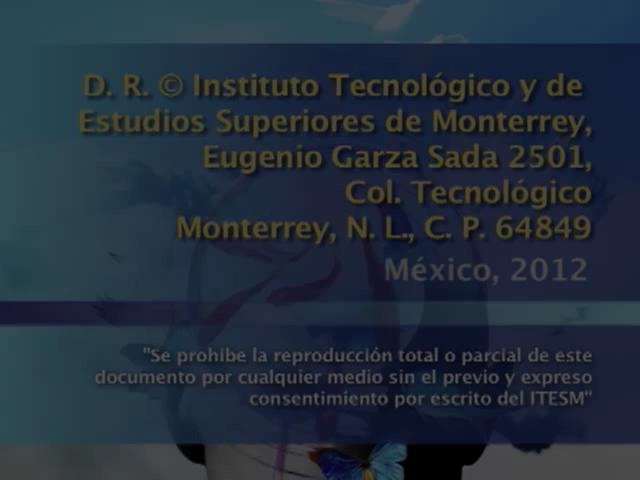 D. R. © Instituto Tecnológico y de
Estudios Superiores de Monterrey,
Eugenio Garza Sada 2501,
Col. Tecnológico
Monterrey, N. L., C. P. 64849
México, 2012
"Se prohibe la reproducción total o parcial de este
documento por cualquier medio sin el previo y expreso
consentimiento por escrito del ITESM"